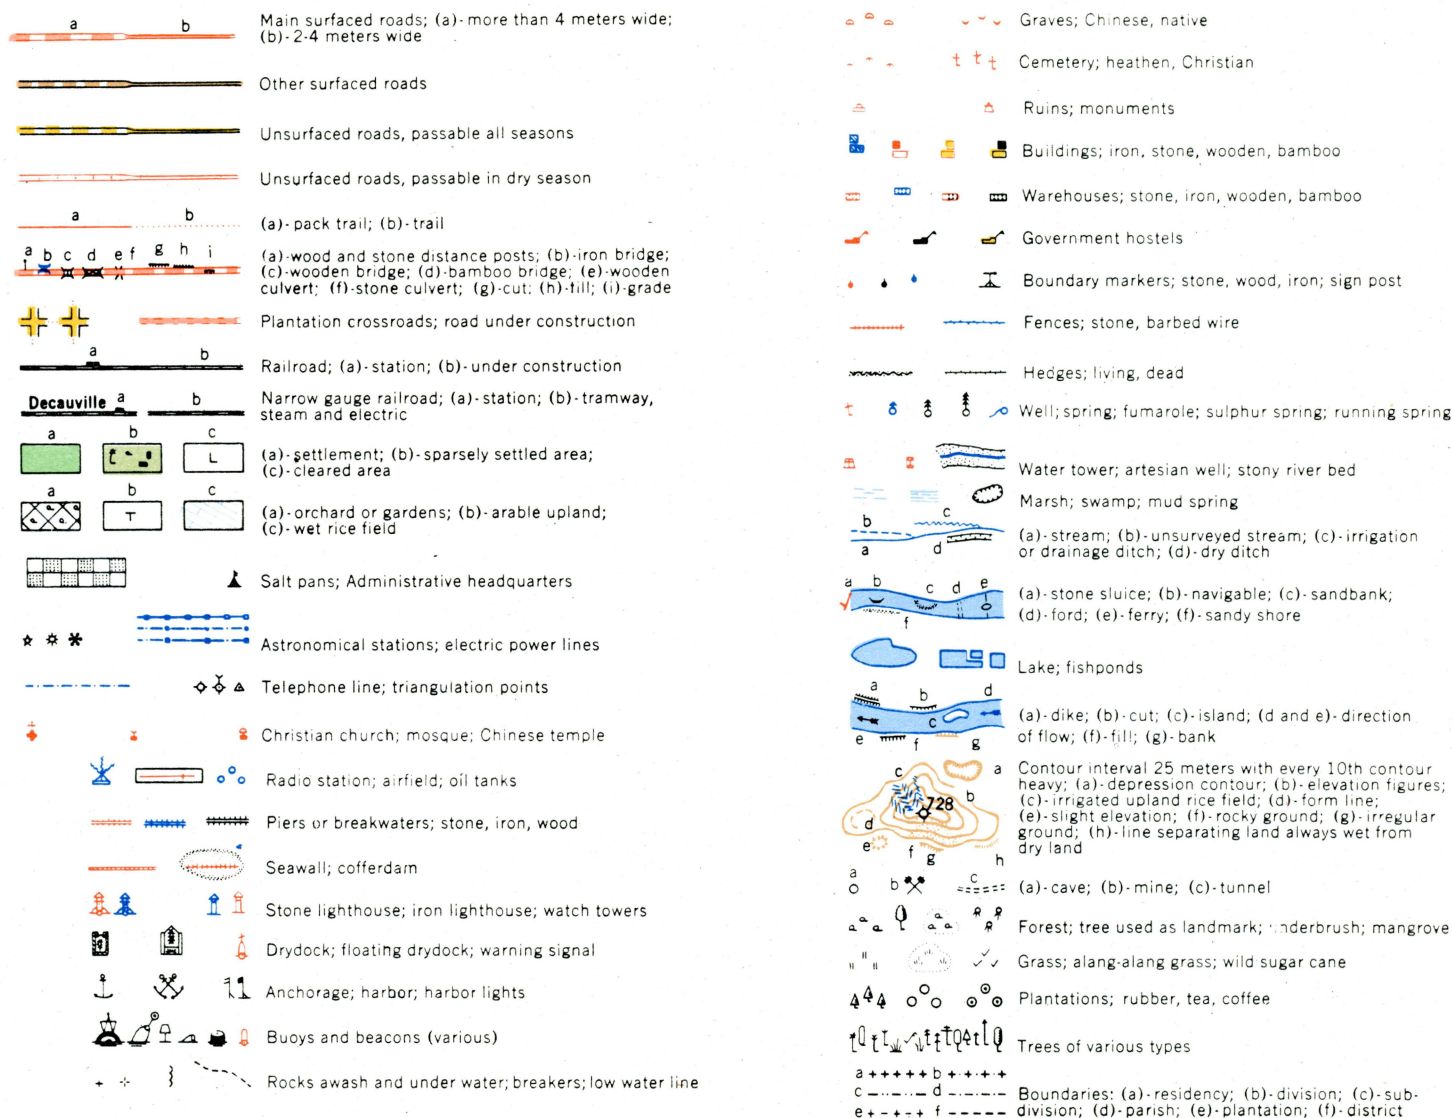 a b
Main surfaced roads; (a)-more than 4 meters wide;
(b)-2-4 meters wide
Other surfaced roads
Unsurfaced roads, passable all seasons
Unsurfaced roads, passable in dry season
a b
(a)-pack trail; (b)-trail
a b c d e f g h i
(a)-wood and stone distance posts; (b)-iron bridge;
(c)-wooden bridge; (d)-bamboo bridge; (e)-wooden
culvert; (f)-stone culvert; (g)-cut; (h)-fill; (i)-grade
Plantation crossroads; road under construction
a b
Railroad; (a)-station; (b)-under construction
Decauville a b
Narrow gauge railroad; (a)-station; (b)-tramway,
steam and electric
a b c
L
(a)-settlement; (b)-sparsely settled area;
(c)-cleared area
a b c
T
(a)-orchard or gardens; (b)-arable upland;
(c)-wet rice field
Salt pans; Administrative headquarters
Astronomical stations; electric power lines
Telephone line; triangulation points
Christian church; mosque; Chinese temple
Radio station; airfield; oil tanks
Piers or breakwaters; stone, iron, wood
Seawall; cofferdam
Stone lighthouse; iron lighthouse; watch towers
Drydock; floating drydock; warning signal
Anchorage; harbor; harbor lights
Buoys and beacons (various)
Rocks awash and under water; breakers; low water line
Graves; Chinese, native
Cemetery; heathen, Christian
Ruins; monuments
Buildings; iron, stone, wooden, bamboo
Warehouses; stone, iron, wooden, bamboo
Government hostels
Boundary markers; stone, wood, iron; sign post
Fences; stone, barbed wire
Hedges; living, dead
Well; spring; fumarole; sulphur spring; running spring
Water tower; artesian well; stony river bed
Marsh; swamp; mud spring
b c
a d
(a)-stream; (b)-unsurveyed stream; (c)-irrigation
or drainage ditch; (d)-dry ditch
a b c d e
f
(a)-stone sluice; (b)-navigable; (c)-sandbank;
(d)-ford; (e)-ferry; (f)-sandy shore
Lake; fishponds
a b d
c
e f g
(a)-dike; (b)-cut; (c)-island; (d and e)-direction
of flow; (f)-fill; (g)-bank
c a
b
728
d
e f
g h
Contour interval 25 meters with every 10th contour
heavy; (a)-depression contour; (b)-elevation figures;
(c)-irrigated upland rice field; (d)-form line;
(e)-slight elevation; (f)-rocky ground; (g)-irregular
ground; (h)-line separating land always wet from
dry land
a b c
(a)-cave; (b)-mine; (c)-tunnel
Forest; tree used as landmark; underbrush; mangrove
Grass; alang-alang grass; wild sugar cane
Plantations; rubber, tea, coffee
Trees of various types
a b
c d
e f
Boundaries: (a)-residency; (b)-division; (c)-sub-
division; (d)-parish; (e)-plantation; (f)-district